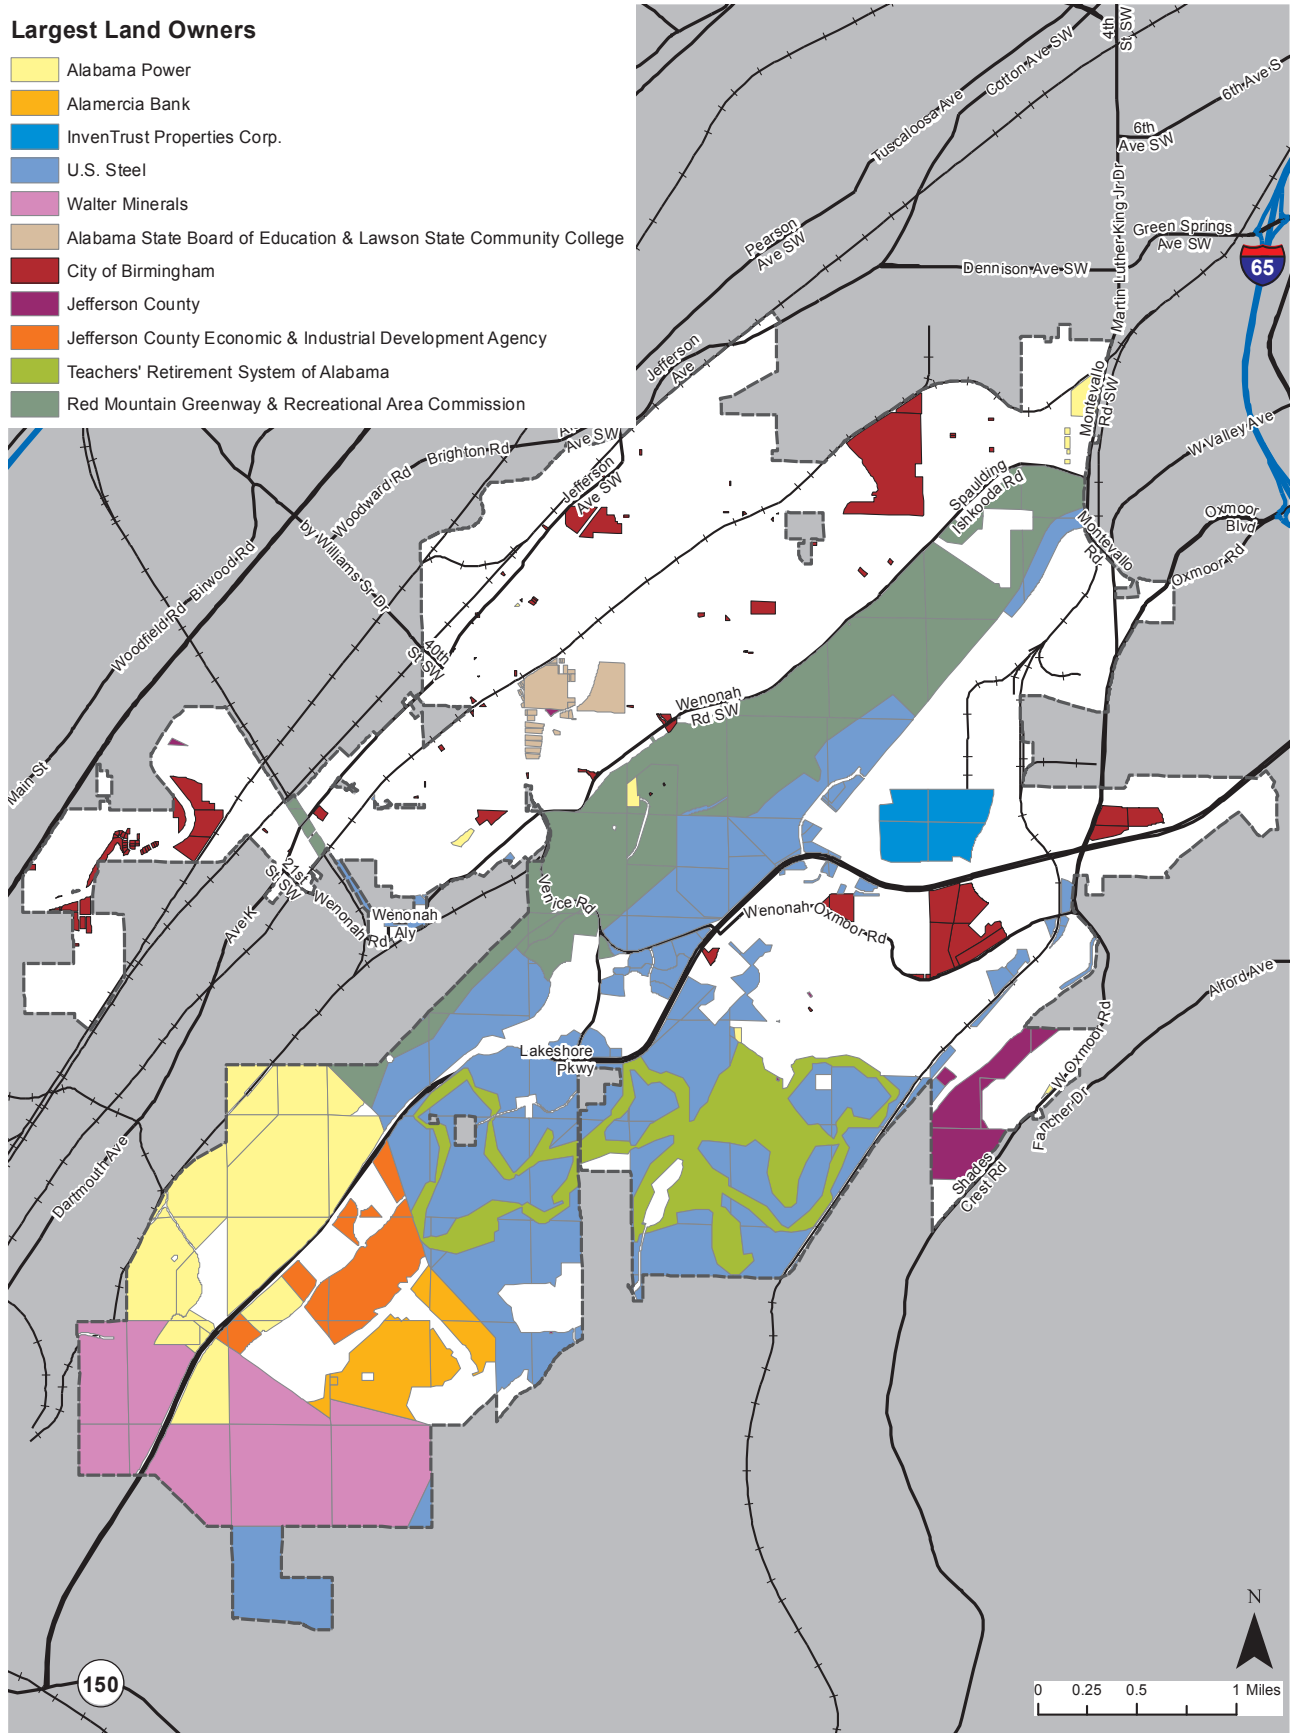 Largest Land Owners
Alabama Power
Alamercia Bank
InvenTrust Properties Corp.
U.S. Steel
Walter Minerals
Alabama State Board of Education & Lawson State Community College
City of Birmingham
Jefferson County
Jefferson County Economic & Industrial Development Agency
Teachers' Retirement System of Alabama
Red Mountain Greenway & Recreational Area Commission
4th
St SW
Cotton Ave SW
6th Ave S
Tuscaloosa Ave
6th
Ave SW
Martin Luther King Jr Dr
Pearson
Ave SW
Green Springs
Ave SW
Dennison Ave SW
65
Jefferson
Ave
Montevallo
Rd SW
W Valley Ave
Ave SW
Brighton Rd
Woodward Rd
Jefferson
Ave SW
Spaulding
Ishkooda Rd
Oxmoor
Blvd
Montevallo
Rd.
Oxmoor Rd
by Williams Sr Dr
Birwood Rd
Woodfield Rd
40th
St SW
Wenonah
Rd SW
Main St
21st
St SW
Wenonah
Rd
Wenonah
Aly
Venice Rd
Ave K
Wenonah Oxmoor Rd
Alford Ave
Lakeshore
Pkwy
W Oxmoor Rd
Fancher Dr
Shades
Crest Rd
Dartmouth Ave
N
150
0 0.25 0.5 1 Miles